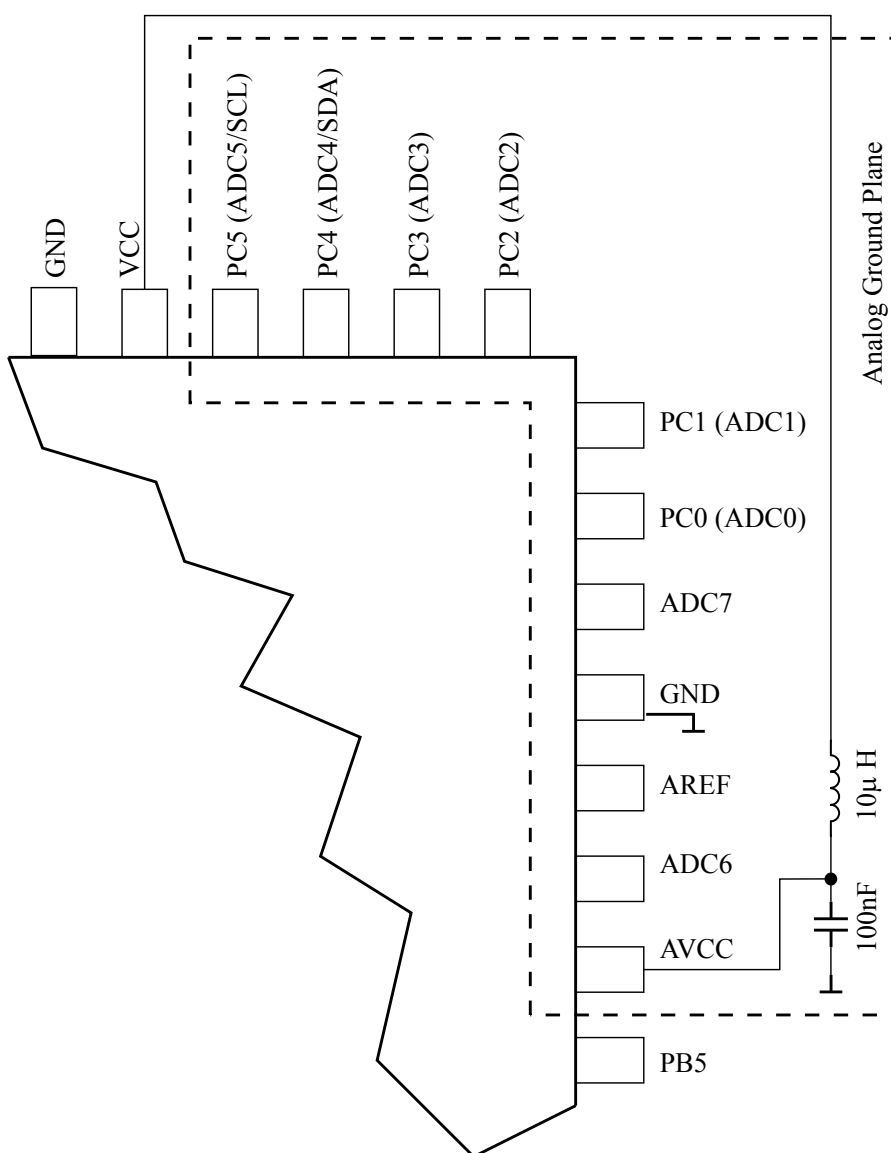 GND
VCC
PC5 (ADC5/SCL)
PC4 (ADC4/SDA)
PC3 (ADC3)
PC2 (ADC2)
Analog Ground Plane
PC1 (ADC1)
PC0 (ADC0)
ADC7
GND
AREF
10µ H
ADC6
100nF
AVCC
PB5